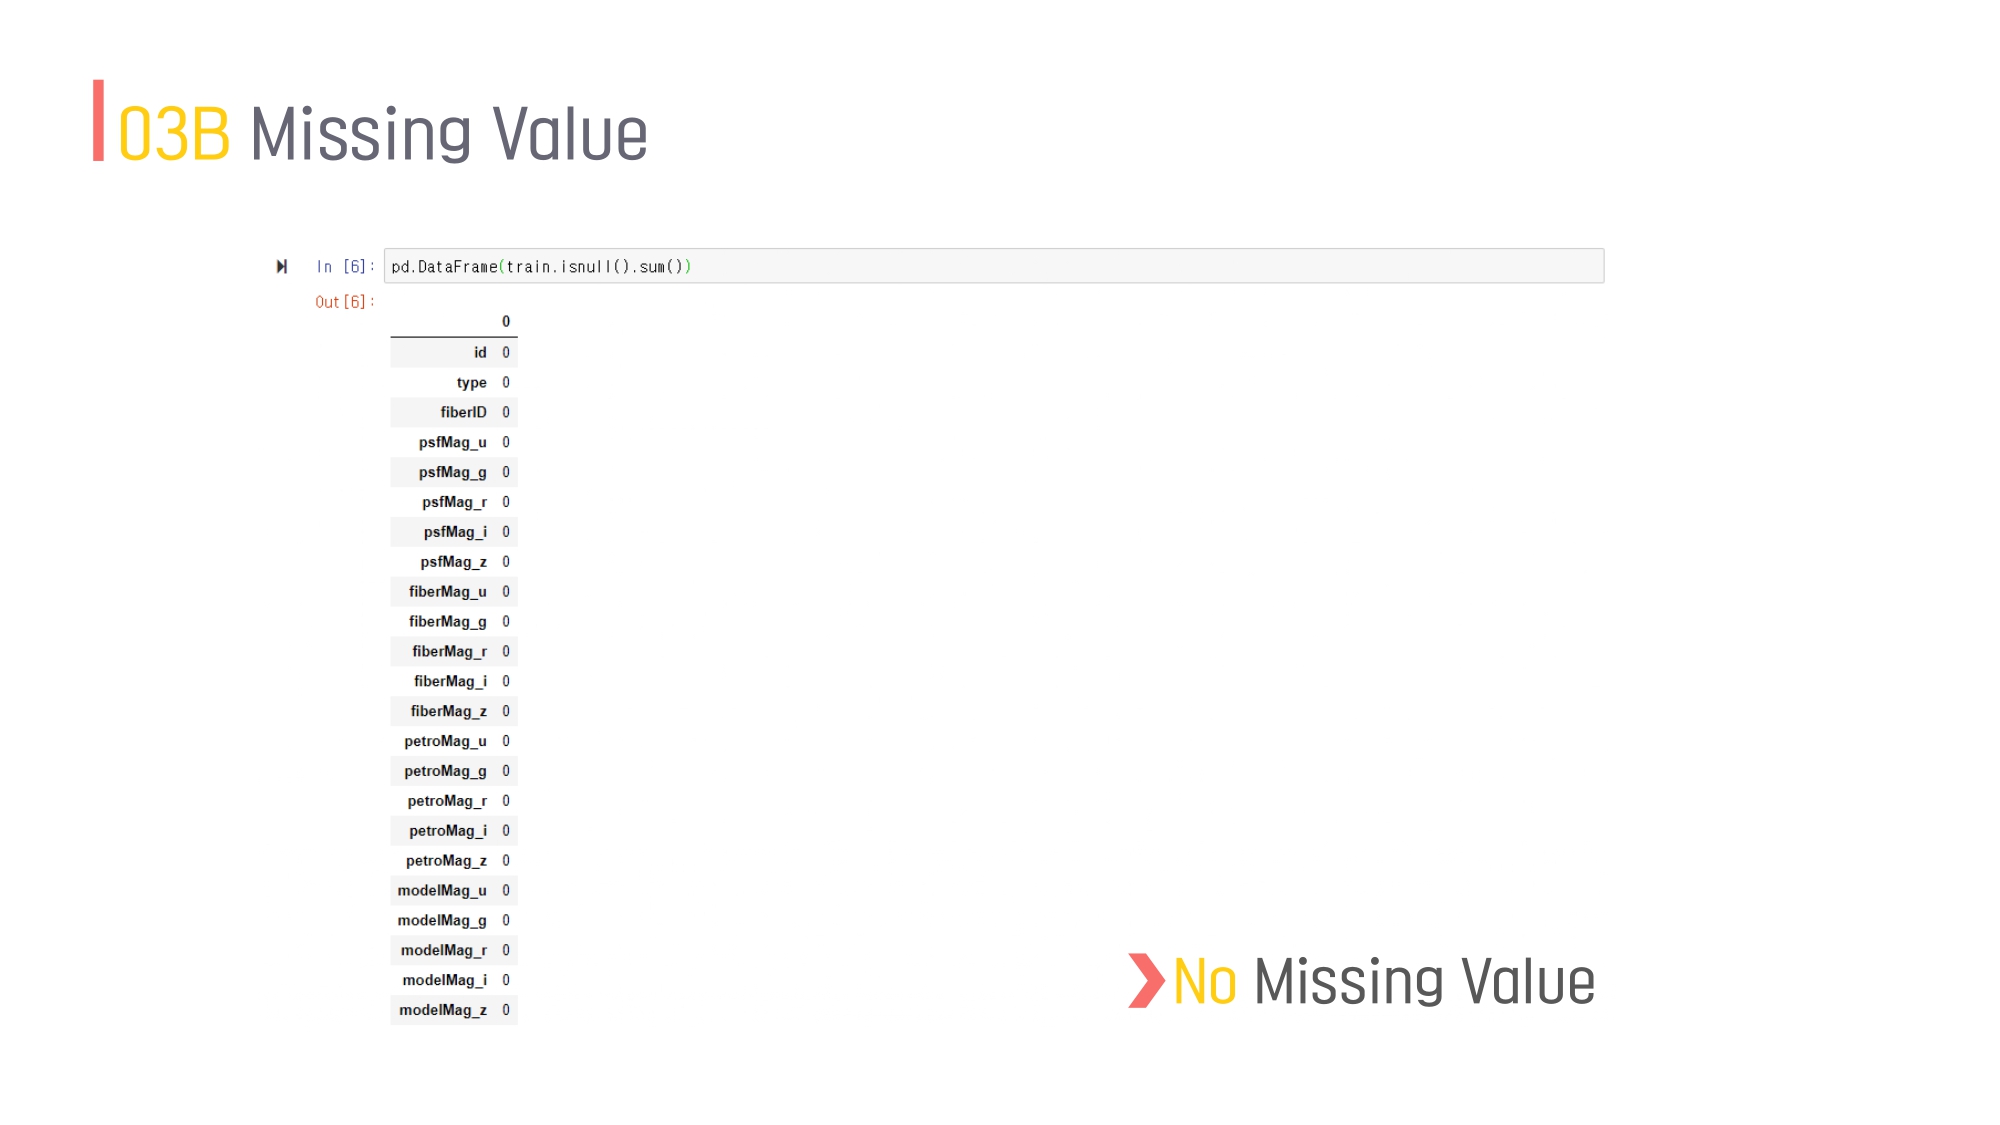 03B Missing Value
In [6]: pd.DataFrame(train.isnull().sum())
Out[6]:
0
id 0
type 0
fiberID 0
psfMag_u 0
psfMag_g 0
psfMag_r 0
psfMag_i 0
psfMag_z 0
fiberMag_u 0
fiberMag_g 0
fiberMag_r 0
fiberMag_i 0
fiberMag_z 0
petroMag_u 0
petroMag_g 0
petroMag_r 0
petroMag_i 0
petroMag_z 0
modelMag_u 0
modelMag_g 0
modelMag_r 0
modelMag_i 0
modelMag_z 0
No Missing Value